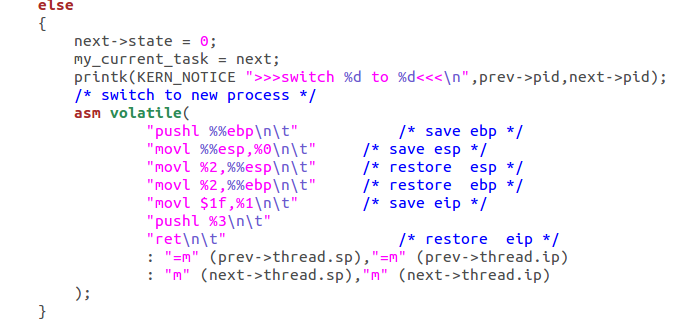 else
{
next->state = 0;
my_current_task = next;
printk(KERN_NOTICE ">>>switch %d to %d<<<\n",prev->pid,next->pid);
/* switch to new process */
asm volatile(
"pushl %%ebp\n\t" /* save ebp */
"movl %%esp,%0\n\t" /* save esp */
"movl %2,%%esp\n\t" /* restore  esp */
"movl %2,%%ebp\n\t" /* restore  ebp */
"movl $1f,%1\n\t" /* save eip */
"pushl %3\n\t"
"ret\n\t" /* restore  eip */
: "=m" (prev->thread.sp),"=m" (prev->thread.ip)
: "m" (next->thread.sp),"m" (next->thread.ip)
);
}